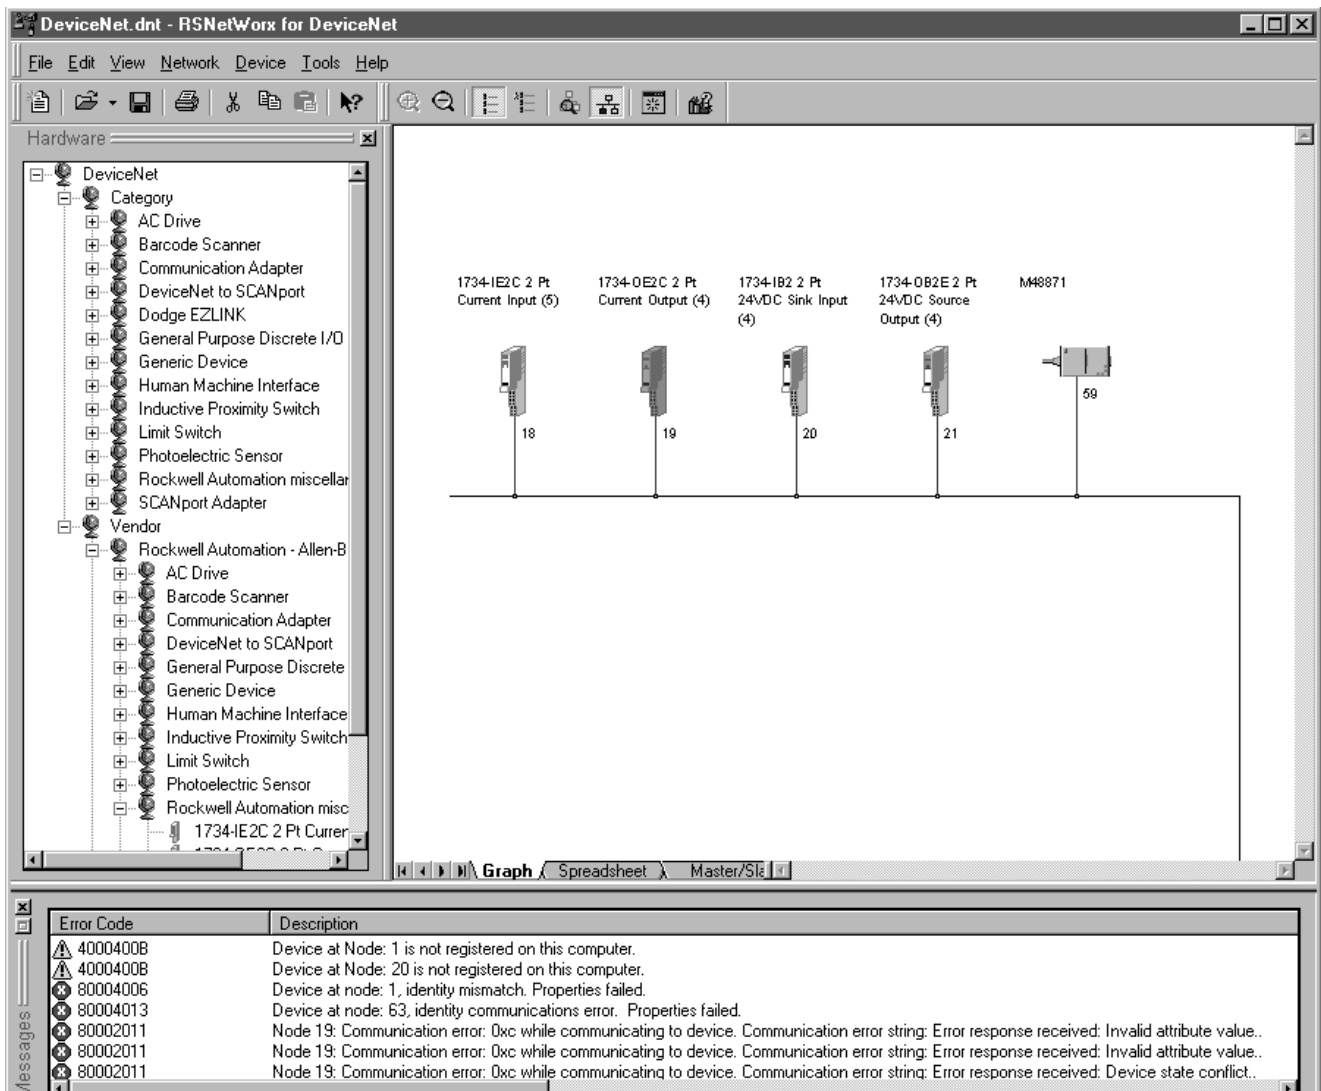 DeviceNet.dnt - RSNetWorx for DeviceNet
File Edit View Network Device Tools Help
Hardware
DeviceNet
Category
AC Drive
Barcode Scanner
Communication Adapter
DeviceNet to SCANport
Dodge EZLINK
General Purpose Discrete I/O
Generic Device
Human Machine Interface
Inductive Proximity Switch
Limit Switch
Photoelectric Sensor
Rockwell Automation miscellar
SCANport Adapter
Vendor
Rockwell Automation - Allen-B
AC Drive
Barcode Scanner
Communication Adapter
DeviceNet to SCANport
General Purpose Discrete
Generic Device
Human Machine Interface
Inductive Proximity Switch
Limit Switch
Photoelectric Sensor
Rockwell Automation misc
1734-IE2C 2 Pt Curren
1734-IE2C 2 Pt
Current Input (5)
1734-OE2C 2 Pt
Current Output (4)
1734-IB2 2 Pt
24VDC Sink Input
(4)
1734-OB2E 2 Pt
24VDC Source
Output (4)
M48871
18
19
20
21
59
Graph Spreadsheet Master/Sla
Messages
Error Code Description
4000400B Device at Node: 1 is not registered on this computer.
4000400B Device at Node: 20 is not registered on this computer.
80004006 Device at node: 1, identity mismatch. Properties failed.
80004013 Device at node: 63, identity communications error. Properties failed.
80002011 Node 19: Communication error: 0xc while communicating to device. Communication error string: Error response received: Invalid attribute value..
80002011 Node 19: Communication error: 0xc while communicating to device. Communication error string: Error response received: Invalid attribute value..
80002011 Node 19: Communication error: 0xc while communicating to device. Communication error string: Error response received: Device state conflict..